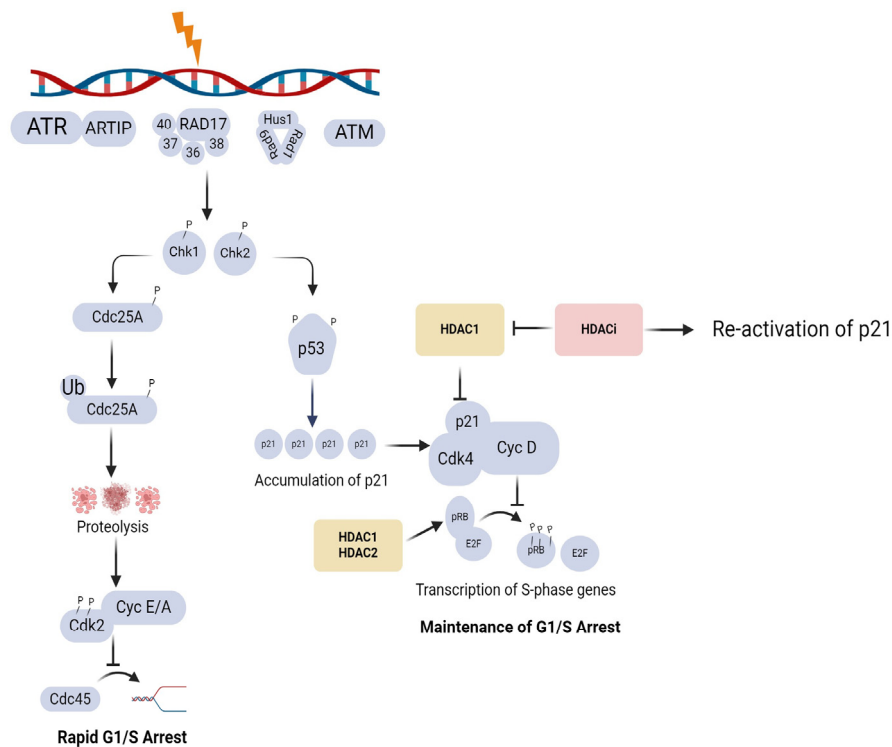 ATR
ARTIP
40
RAD17
37
36
38
Hus1
Rad9
Rad1
ATM
P
Chk1
P
Chk2
P
Cdc25A
P
P
p53
HDAC1
HDACi
Re-activation of p21
Ub
P
Cdc25A
p21
Cdk4
Cyc D
p21
p21
p21
p21
Accumulation of p21
Proteolysis
HDAC1
HDAC2
pRB
E2F
P
P
P
pRB
E2F
Transcription of S-phase genes
Maintenance of G1/S Arrest
P
P
Cdk2
Cyc E/A
Cdc45
Rapid G1/S Arrest